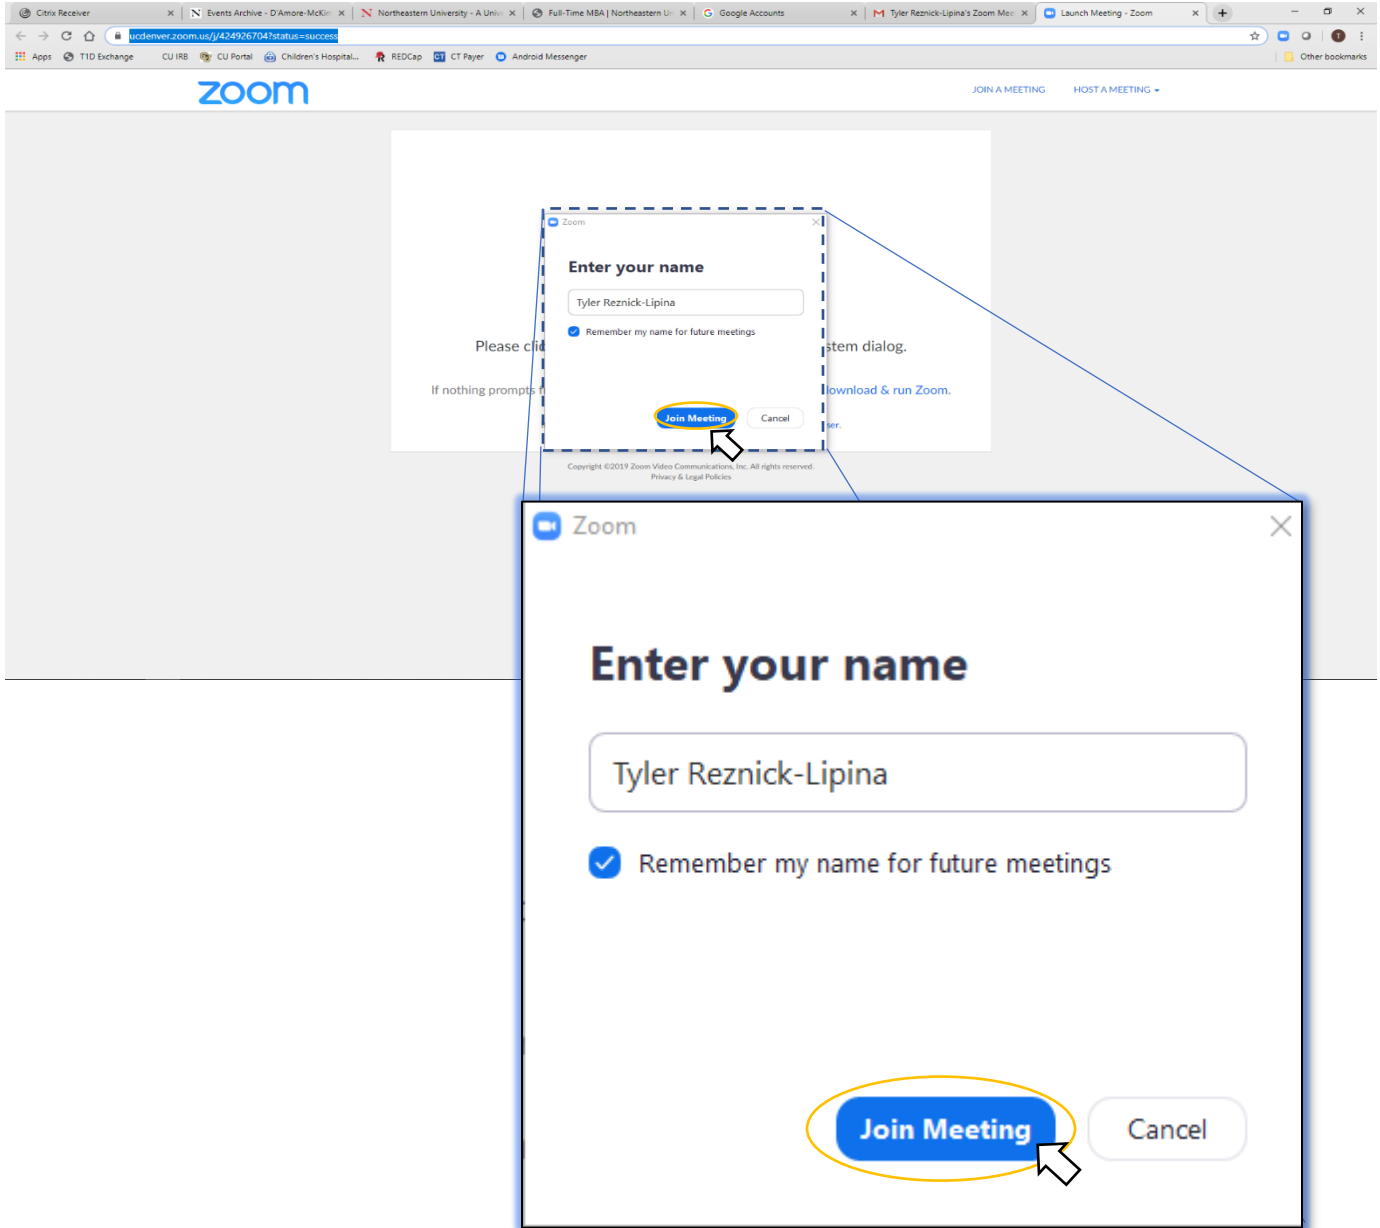 Citrix Receiver
Events Archive - D'Amore-McKim
Northeastern University - A Univ
Full-Time MBA | Northeastern Un
Google Accounts
Tyler Reznick-Lipina's Zoom Mee
Launch Meeting - Zoom
ucdenver.zoom.us/j/424926704?status=success
T
Apps
T1D Exchange
CU IRB
CU Portal
Children's Hospital...
REDCap
CT
CT Payer
Android Messenger
Other bookmarks
zoom
JOIN A MEETING
HOST A MEETING
Zoom
Enter your name
Tyler Reznick-Lipina
Remember my name for future meetings
Please stem dialog.
If nothing prompts download & run Zoom.
Join Meeting
Cancel
ser.
Copyright ©2019 Zoom Video Communications, Inc. All rights reserved.
Privacy & Legal Policies
Zoom
Enter your name
Tyler Reznick-Lipina
Remember my name for future meetings
Join Meeting
Cancel